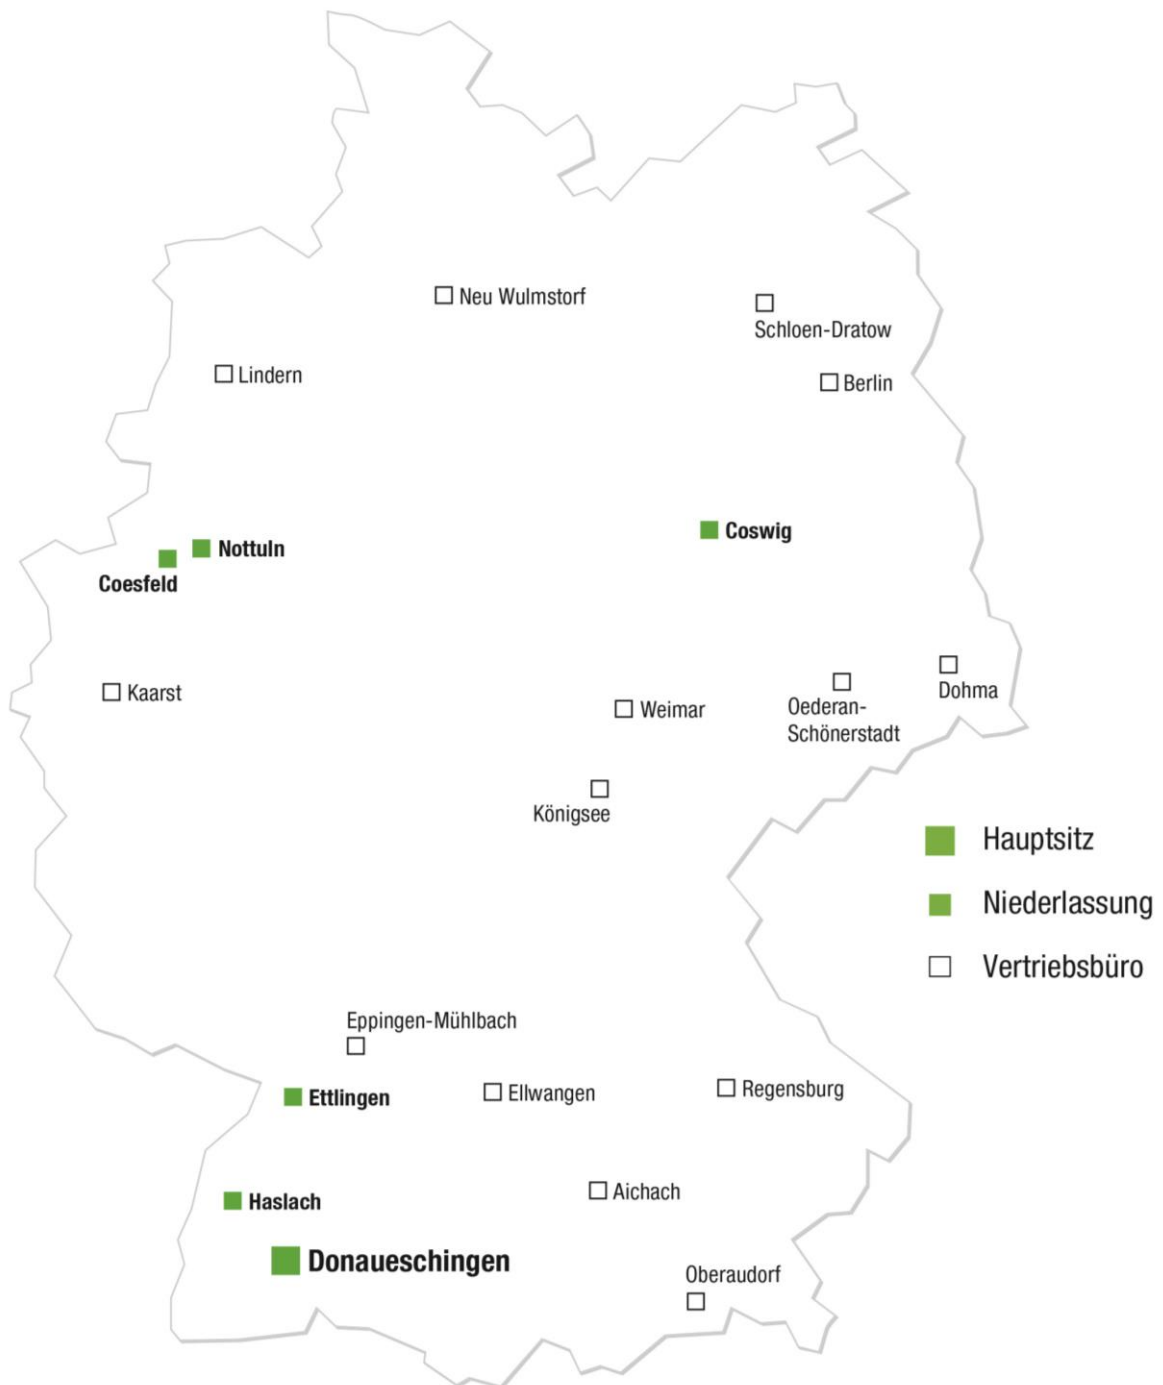 Neu Wulmstorf
Schloen-Dratow
Lindern
Berlin
Coswig
Nottuln
Coesfeld
Kaarst
Weimar
Oederan-
Schönerstadt
Dohma
Königsee
Hauptsitz
Niederlassung
Vertriebsbüro
Eppingen-Mühlbach
Ettlingen
Ellwangen
Regensburg
Haslach
Aichach
Donaueschingen
Oberaudorf